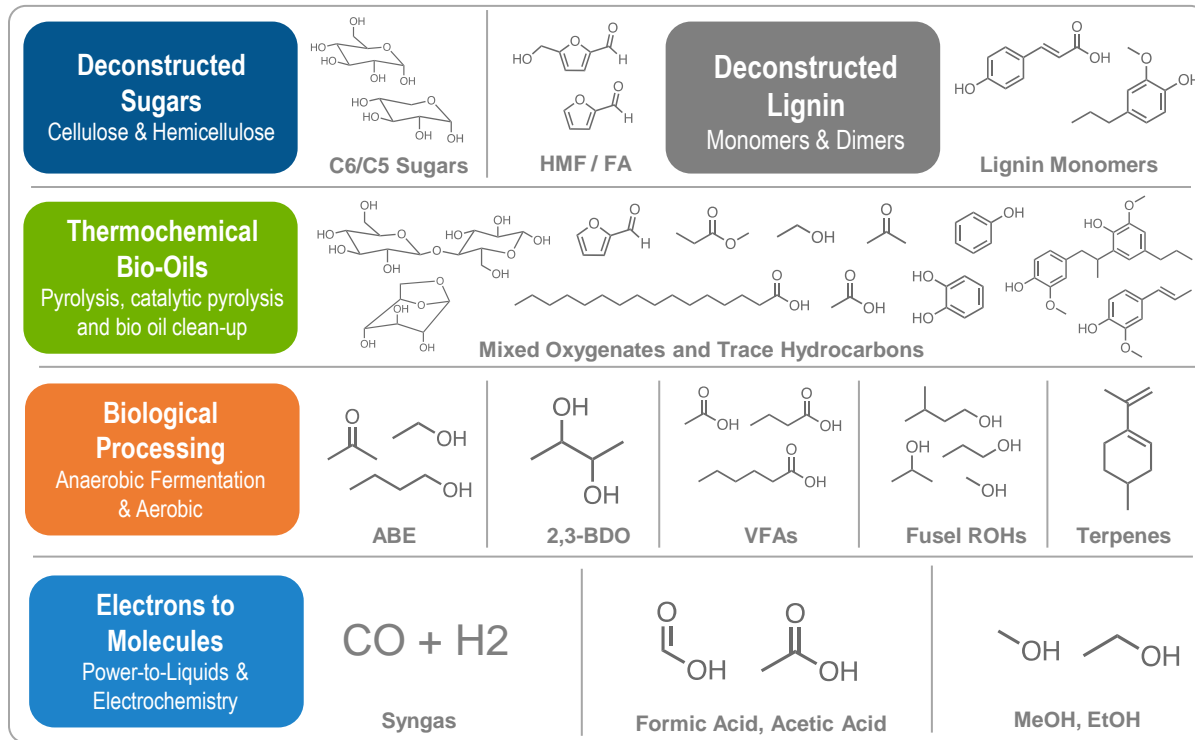 Deconstructed
Sugars
Cellulose & Hemicellulose
C6/C5 Sugars
HMF / FA
Deconstructed
Lignin
Monomers & Dimers
Lignin Monomers
Thermochemical
Bio-Oils
Pyrolysis, catalytic pyrolysis
and bio oil clean-up
Mixed Oxygenates and Trace Hydrocarbons
Biological
Processing
Anaerobic Fermentation
& Aerobic
ABE
2,3-BDO
VFAs
Fusel ROHs
Terpenes
Electrons to
Molecules
Power-to-Liquids &
Electrochemistry
CO + H2
Syngas
Formic Acid, Acetic Acid
MeOH, EtOH